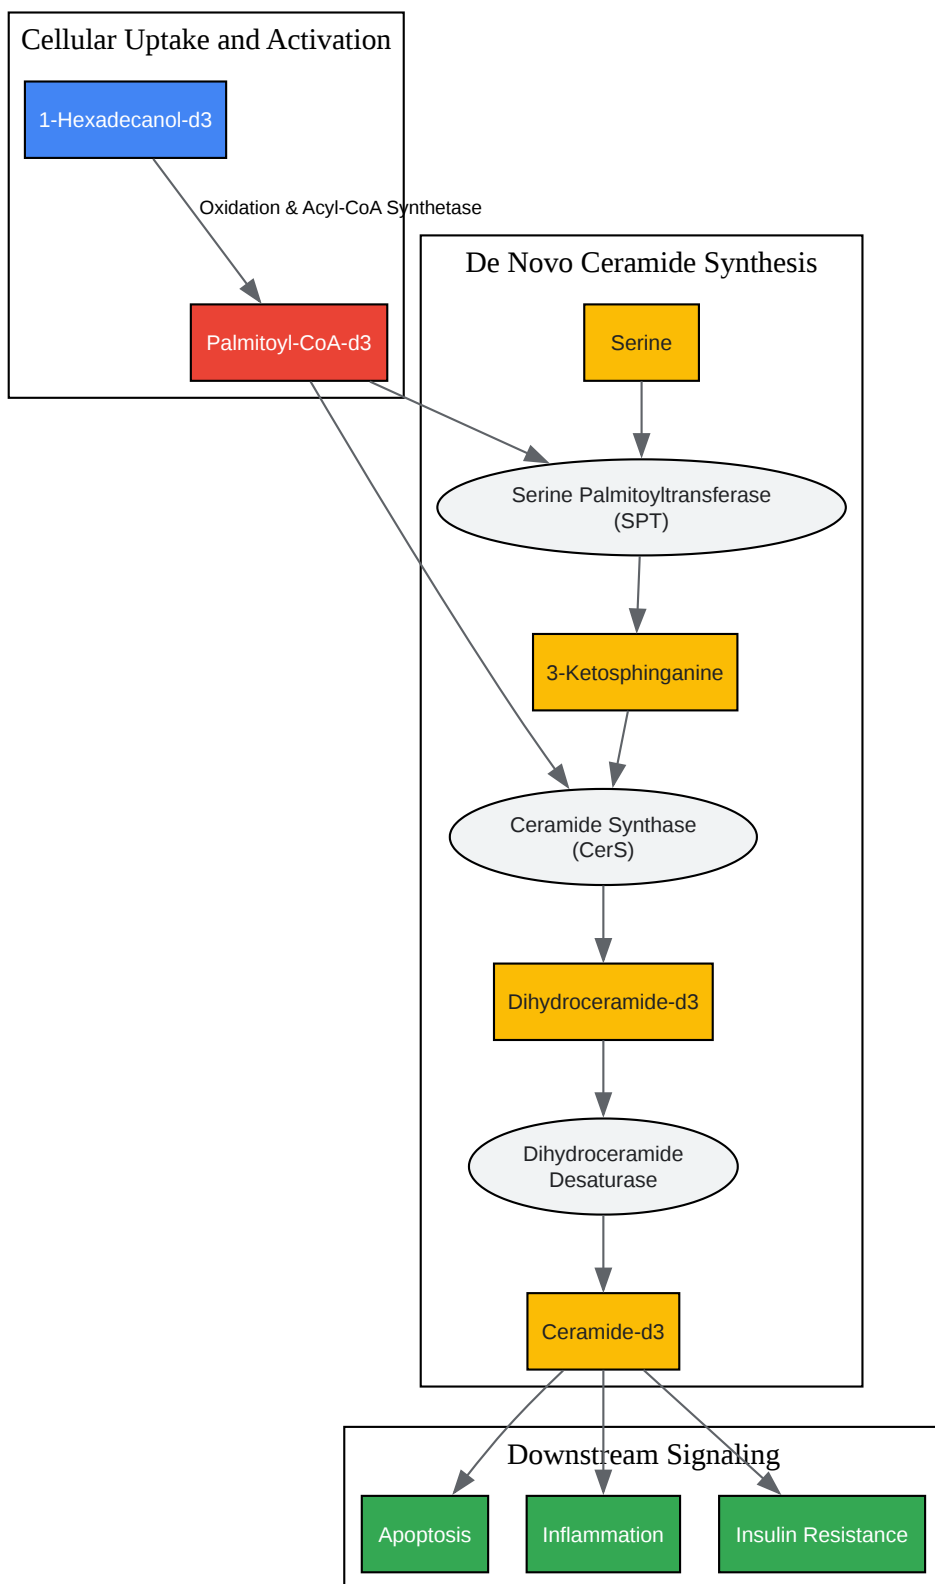 Cellular Uptake and Activation
1-Hexadecanol-d3
Oxidation & Acyl-CoA Synthetase
Palmitoyl-CoA-d3
De Novo Ceramide Synthesis
Serine
Serine Palmitoyltransferase
(SPT)
3-Ketosphinganine
Ceramide Synthase
(CerS)
Dihydroceramide-d3
Dihydroceramide
Desaturase
Ceramide-d3
Downstream Signaling
Apoptosis
Inflammation
Insulin Resistance